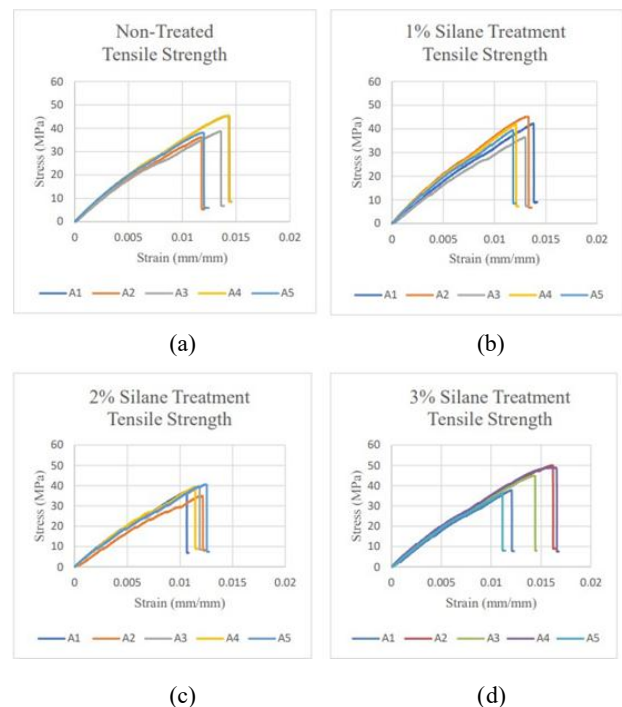 Non-Treated
Tensile Strength
Stress (MPa)
60
50
40
30
20
10
0
0 0.005 0.01 0.015 0.02
Strain (mm/mm)
A1 A2 A3 A4 A5
(a)
1% Silane Treatment
Tensile Strength
Stress (MPa)
60
50
40
30
20
10
0
0 0.005 0.01 0.015 0.02
Strain (mm/mm)
A1 A2 A3 A4 A5
(b)
2% Silane Treatment
Tensile Strength
Stress (MPa)
60
50
40
30
20
10
0
0 0.005 0.01 0.015 0.02
Strain (mm/mm)
A1 A2 A3 A4 A5
(c)
3% Silane Treatment
Tensile Strength
Stress (MPa)
60
50
40
30
20
10
0
0 0.005 0.01 0.015 0.02
Strain (mm/mm)
A1 A2 A3 A4 A5
(d)